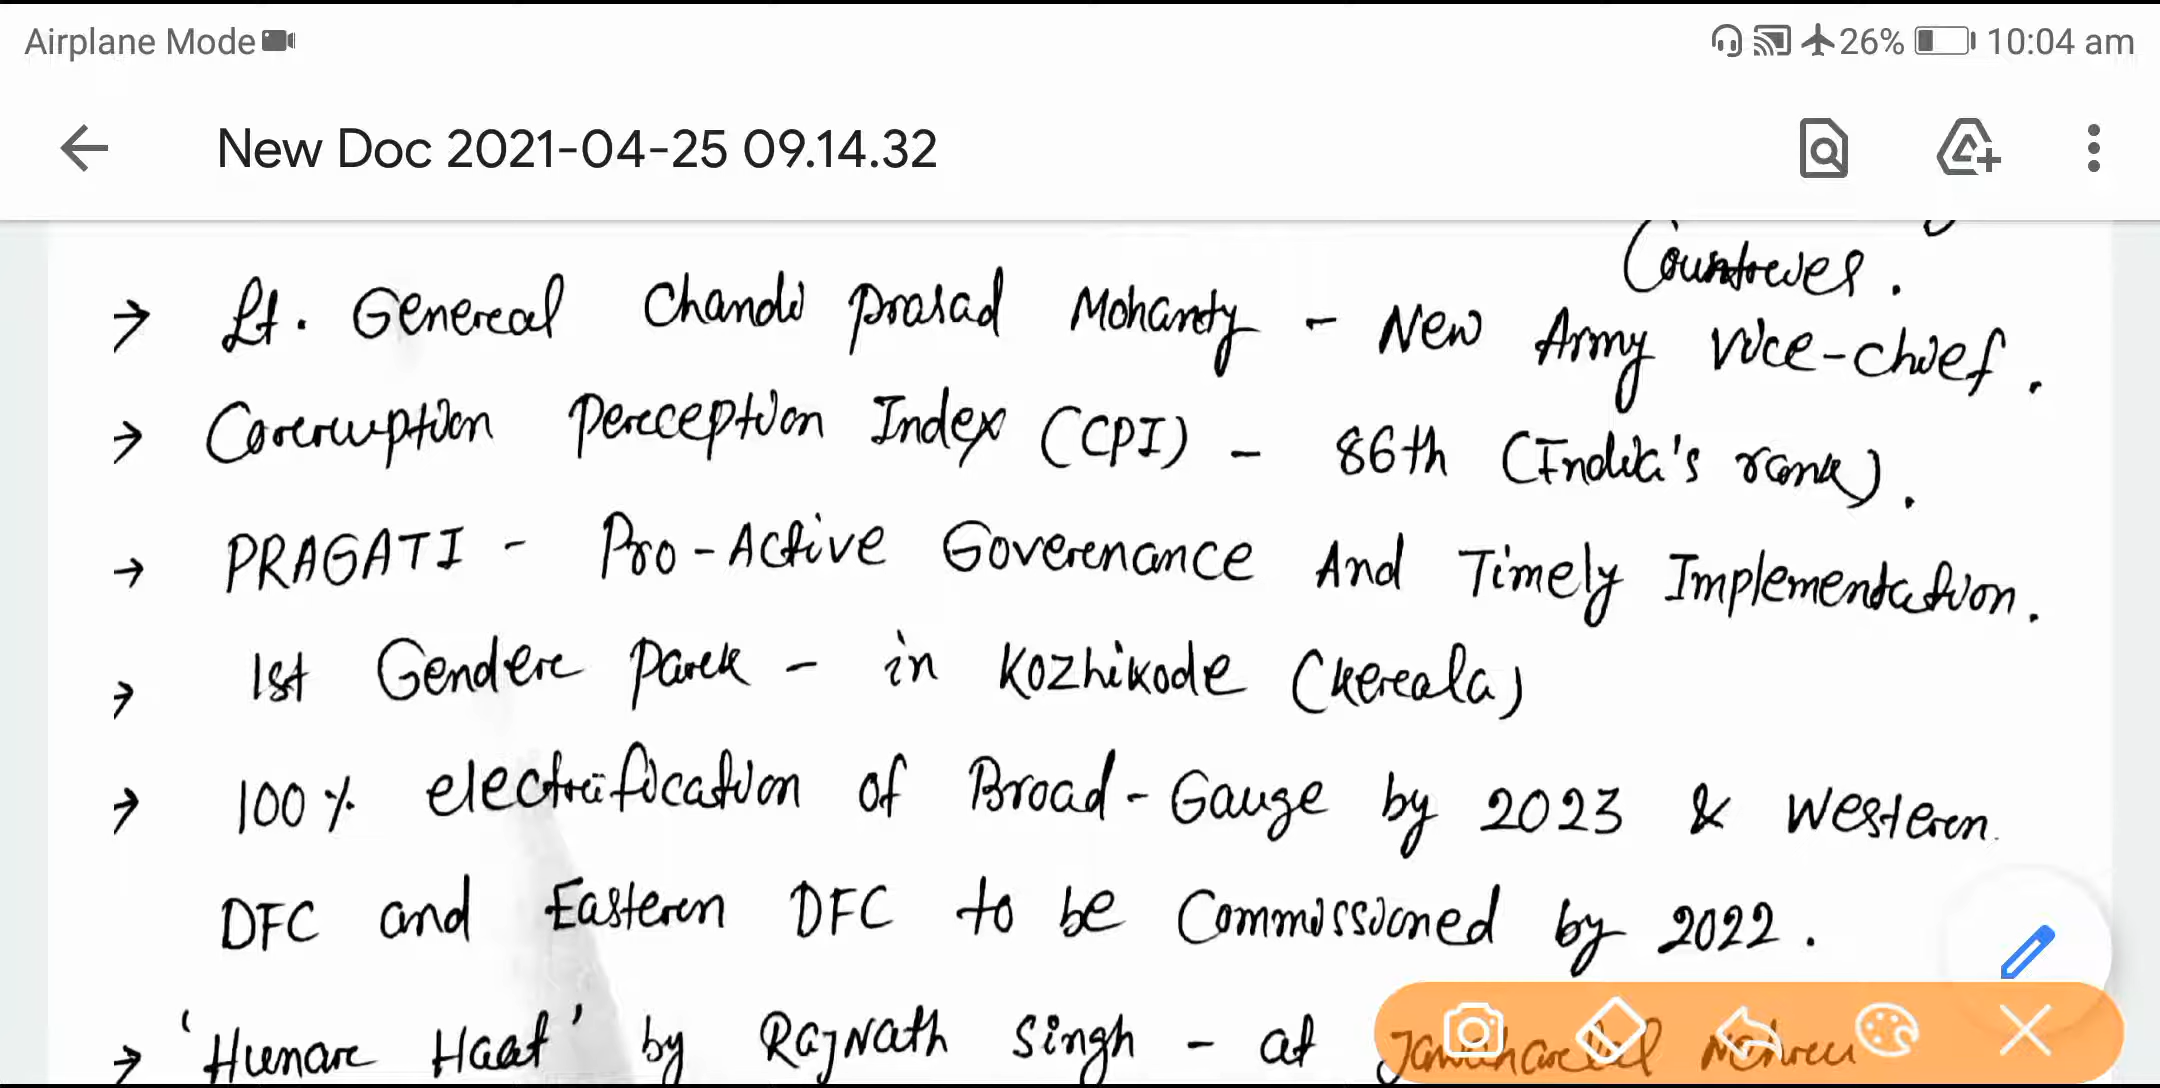 Airplane Mode 26% 10:04 am
New Doc 2021-04-25 09.14.32
Countries.
→ Lt. General Chandi Prasad Mohanty - New Army Vice-chief.
→ Corruption Perception Index (CPI) - 86th (India's rank).
→ PRAGATI - Pro-Active Governance And Timely Implementation.
→ 1st Gender Park - in Kozhikode (Kerala)
→ 100% electrification of Broad-Gauge by 2023 & Western
DFC and Eastern DFC to be Commissioned by 2022.
→ 'Hunar Haat' by Rajnath Singh - at Jawaharlal Nehru